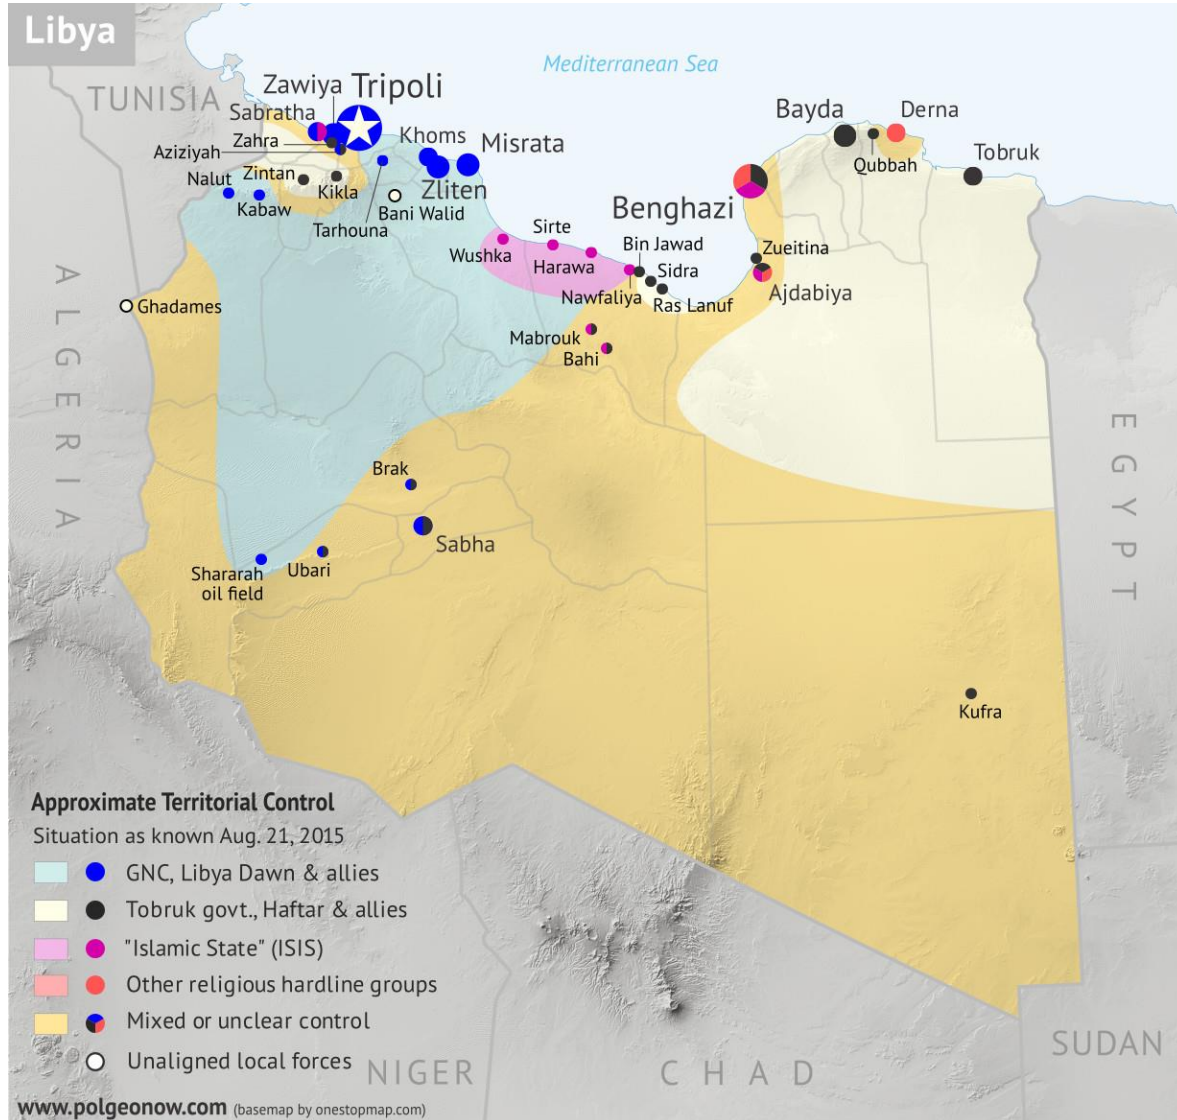 Libya
Mediterranean Sea
TUNISIA
Zawiya
Tripoli
Sabratha
Zahra
Aziziyah
Khoms
Misrata
Nalut
Zintan
Kikla
Zliten
Kabaw
Tarhouna
Bani Walid
Bayda
Derna
Qubbah
Tobruk
Benghazi
Wushka
Sirte
Harawa
Bin Jawad
Sidra
Nawfaliya
Ras Lanuf
Zueitina
Ajdabiya
ALGERIA
Ghadames
Mabrouk
Bahi
EGYPT
Brak
Sabha
Shararah
oil field
Ubari
Kufra
Approximate Territorial Control
Situation as known Aug. 21, 2015
GNC, Libya Dawn & allies
Tobruk govt., Haftar & allies
"Islamic State" (ISIS)
Other religious hardline groups
Mixed or unclear control
Unaligned local forces
NIGER
CHAD
SUDAN
www.polgeonow.com (basemap by onestopmap.com)